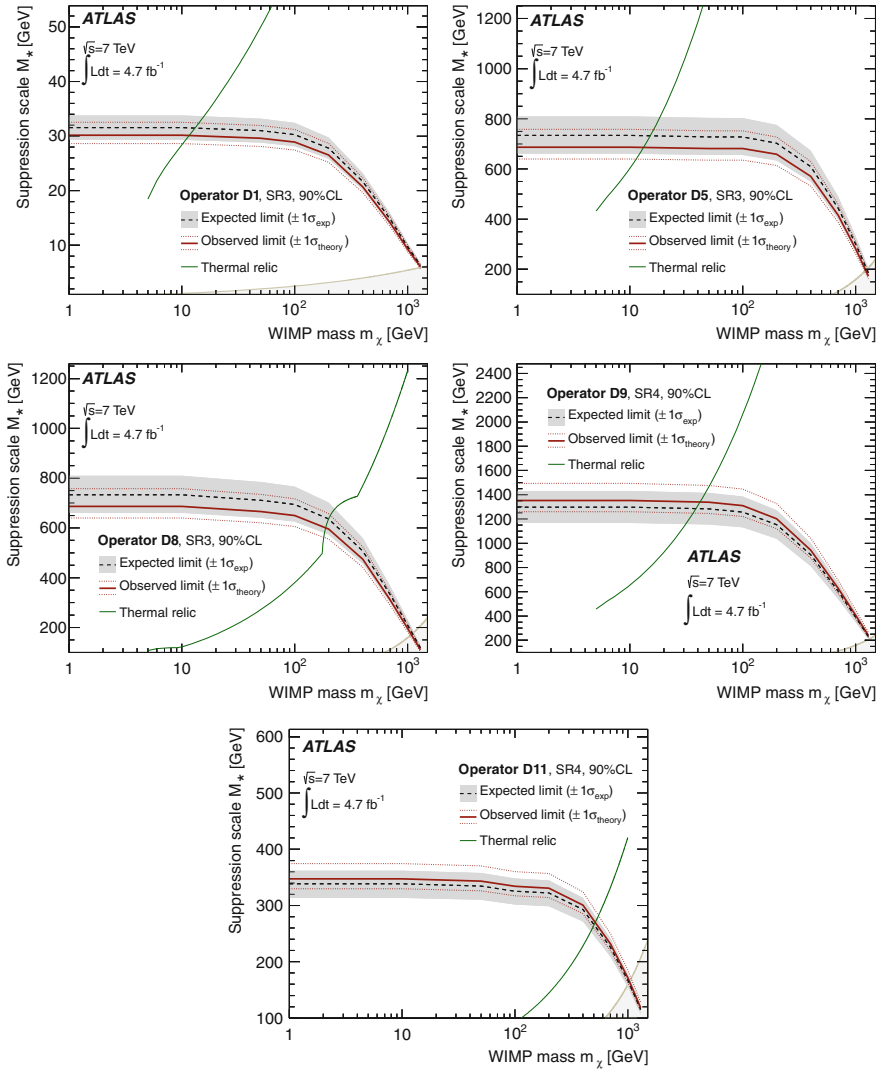 Suppression scale M⋆ [GeV]
50
40
30
20
10
ATLAS
√s=7 TeV
∫Ldt = 4.7 fb⁻¹
Operator D1, SR3, 90%CL
Expected limit (± 1σexp)
Observed limit (± 1σtheory)
Thermal relic
1 10 10² 10³
WIMP mass mχ [GeV]
Suppression scale M⋆ [GeV]
1200
1000
800
600
400
200
ATLAS
√s=7 TeV
∫Ldt = 4.7 fb⁻¹
Operator D5, SR3, 90%CL
Expected limit (± 1σexp)
Observed limit (± 1σtheory)
Thermal relic
1 10 10² 10³
WIMP mass mχ [GeV]
Suppression scale M⋆ [GeV]
1200
1000
800
600
400
200
ATLAS
√s=7 TeV
∫Ldt = 4.7 fb⁻¹
Operator D8, SR3, 90%CL
Expected limit (± 1σexp)
Observed limit (± 1σtheory)
Thermal relic
1 10 10² 10³
WIMP mass mχ [GeV]
Suppression scale M⋆ [GeV]
2400
2200
2000
1800
1600
1400
1200
1000
800
600
400
200
Operator D9, SR4, 90%CL
Expected limit (± 1σexp)
Observed limit (± 1σtheory)
Thermal relic
ATLAS
√s=7 TeV
∫Ldt = 4.7 fb⁻¹
1 10 10² 10³
WIMP mass mχ [GeV]
Suppression scale M⋆ [GeV]
600
500
400
300
200
100
ATLAS
√s=7 TeV
∫Ldt = 4.7 fb⁻¹
Operator D11, SR4, 90%CL
Expected limit (± 1σexp)
Observed limit (± 1σtheory)
Thermal relic
1 10 10² 10³
WIMP mass mχ [GeV]